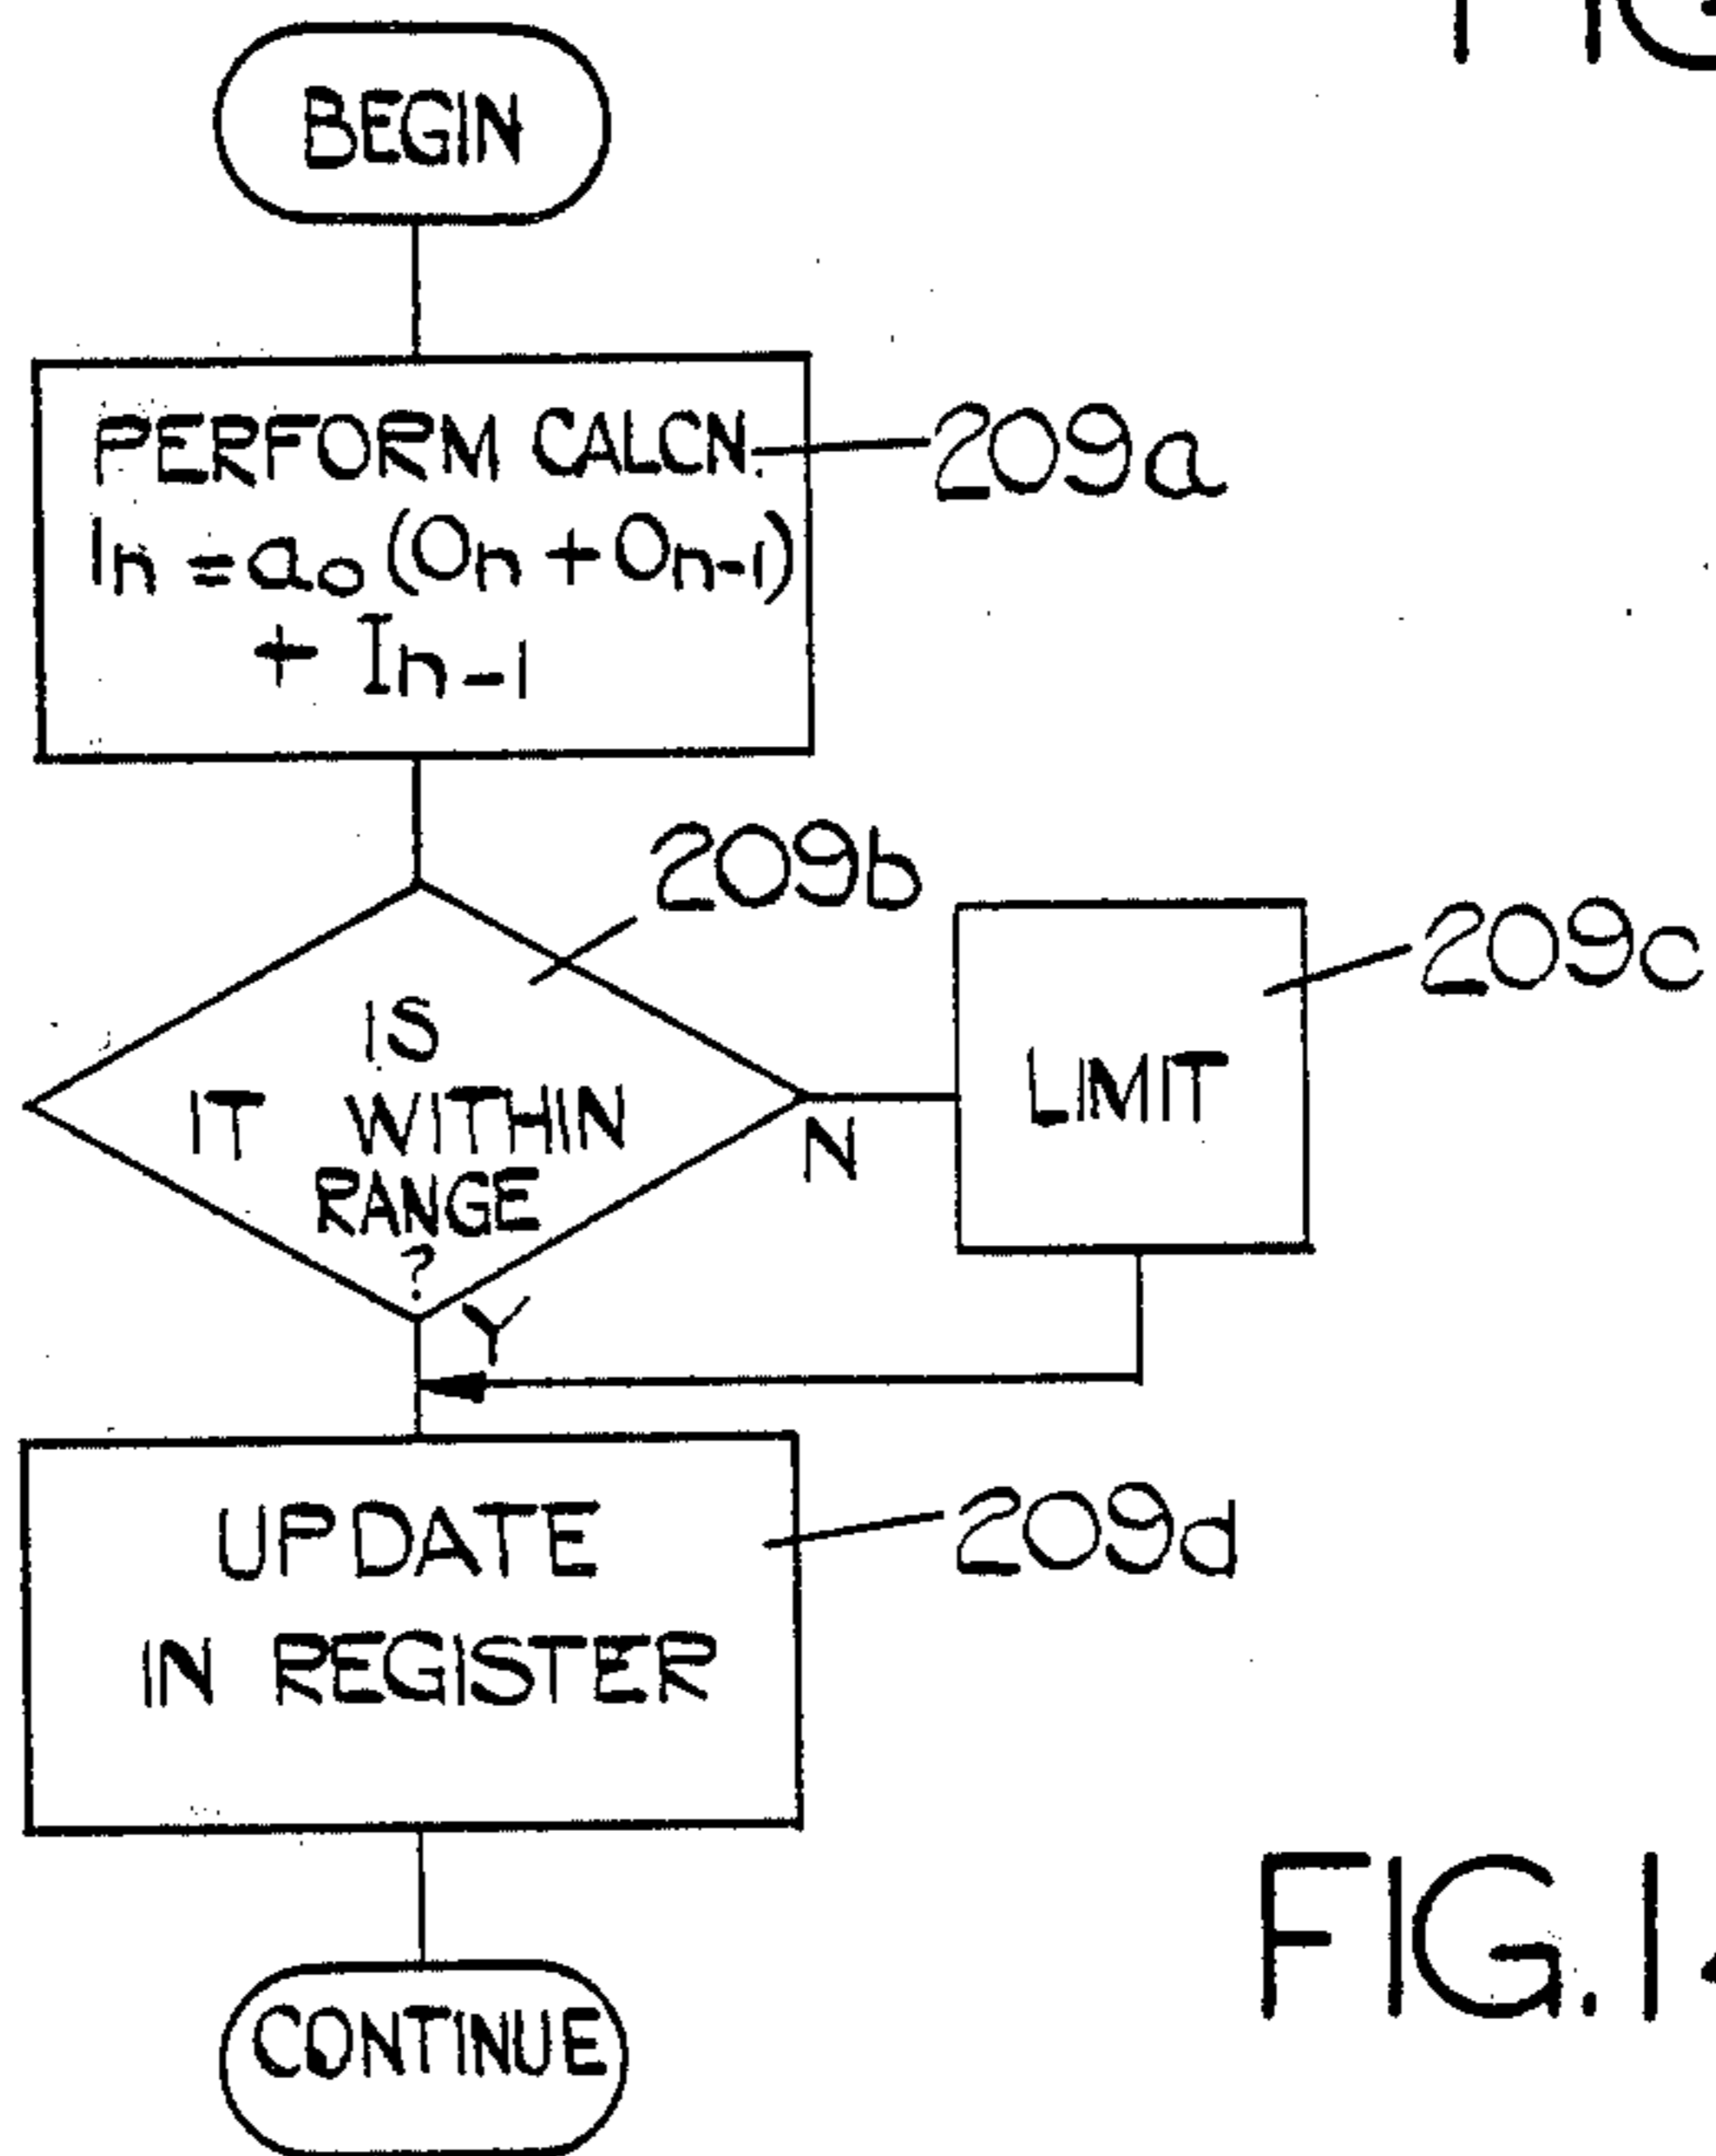 BEGIN
PERFORM CALCN.
In = a0 (On + On-1)
+ In-1
209a
209b
IS
IT WITHIN
RANGE
?
N
Y
LIMIT
209c
UPDATE
IN REGISTER
209d
CONTINUE
FIG.1